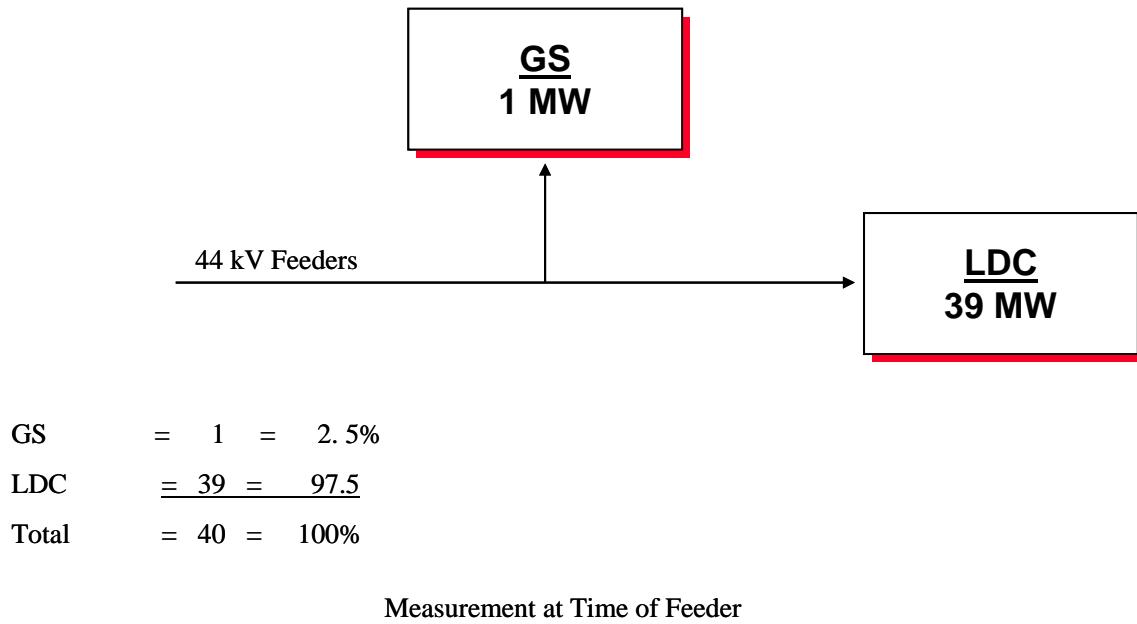 GS
1 MW
44 kV Feeders
LDC
39 MW
GS = 1 = 2. 5%
LDC = 39 = 97.5
Total = 40 = 100%
Measurement at Time of Feeder